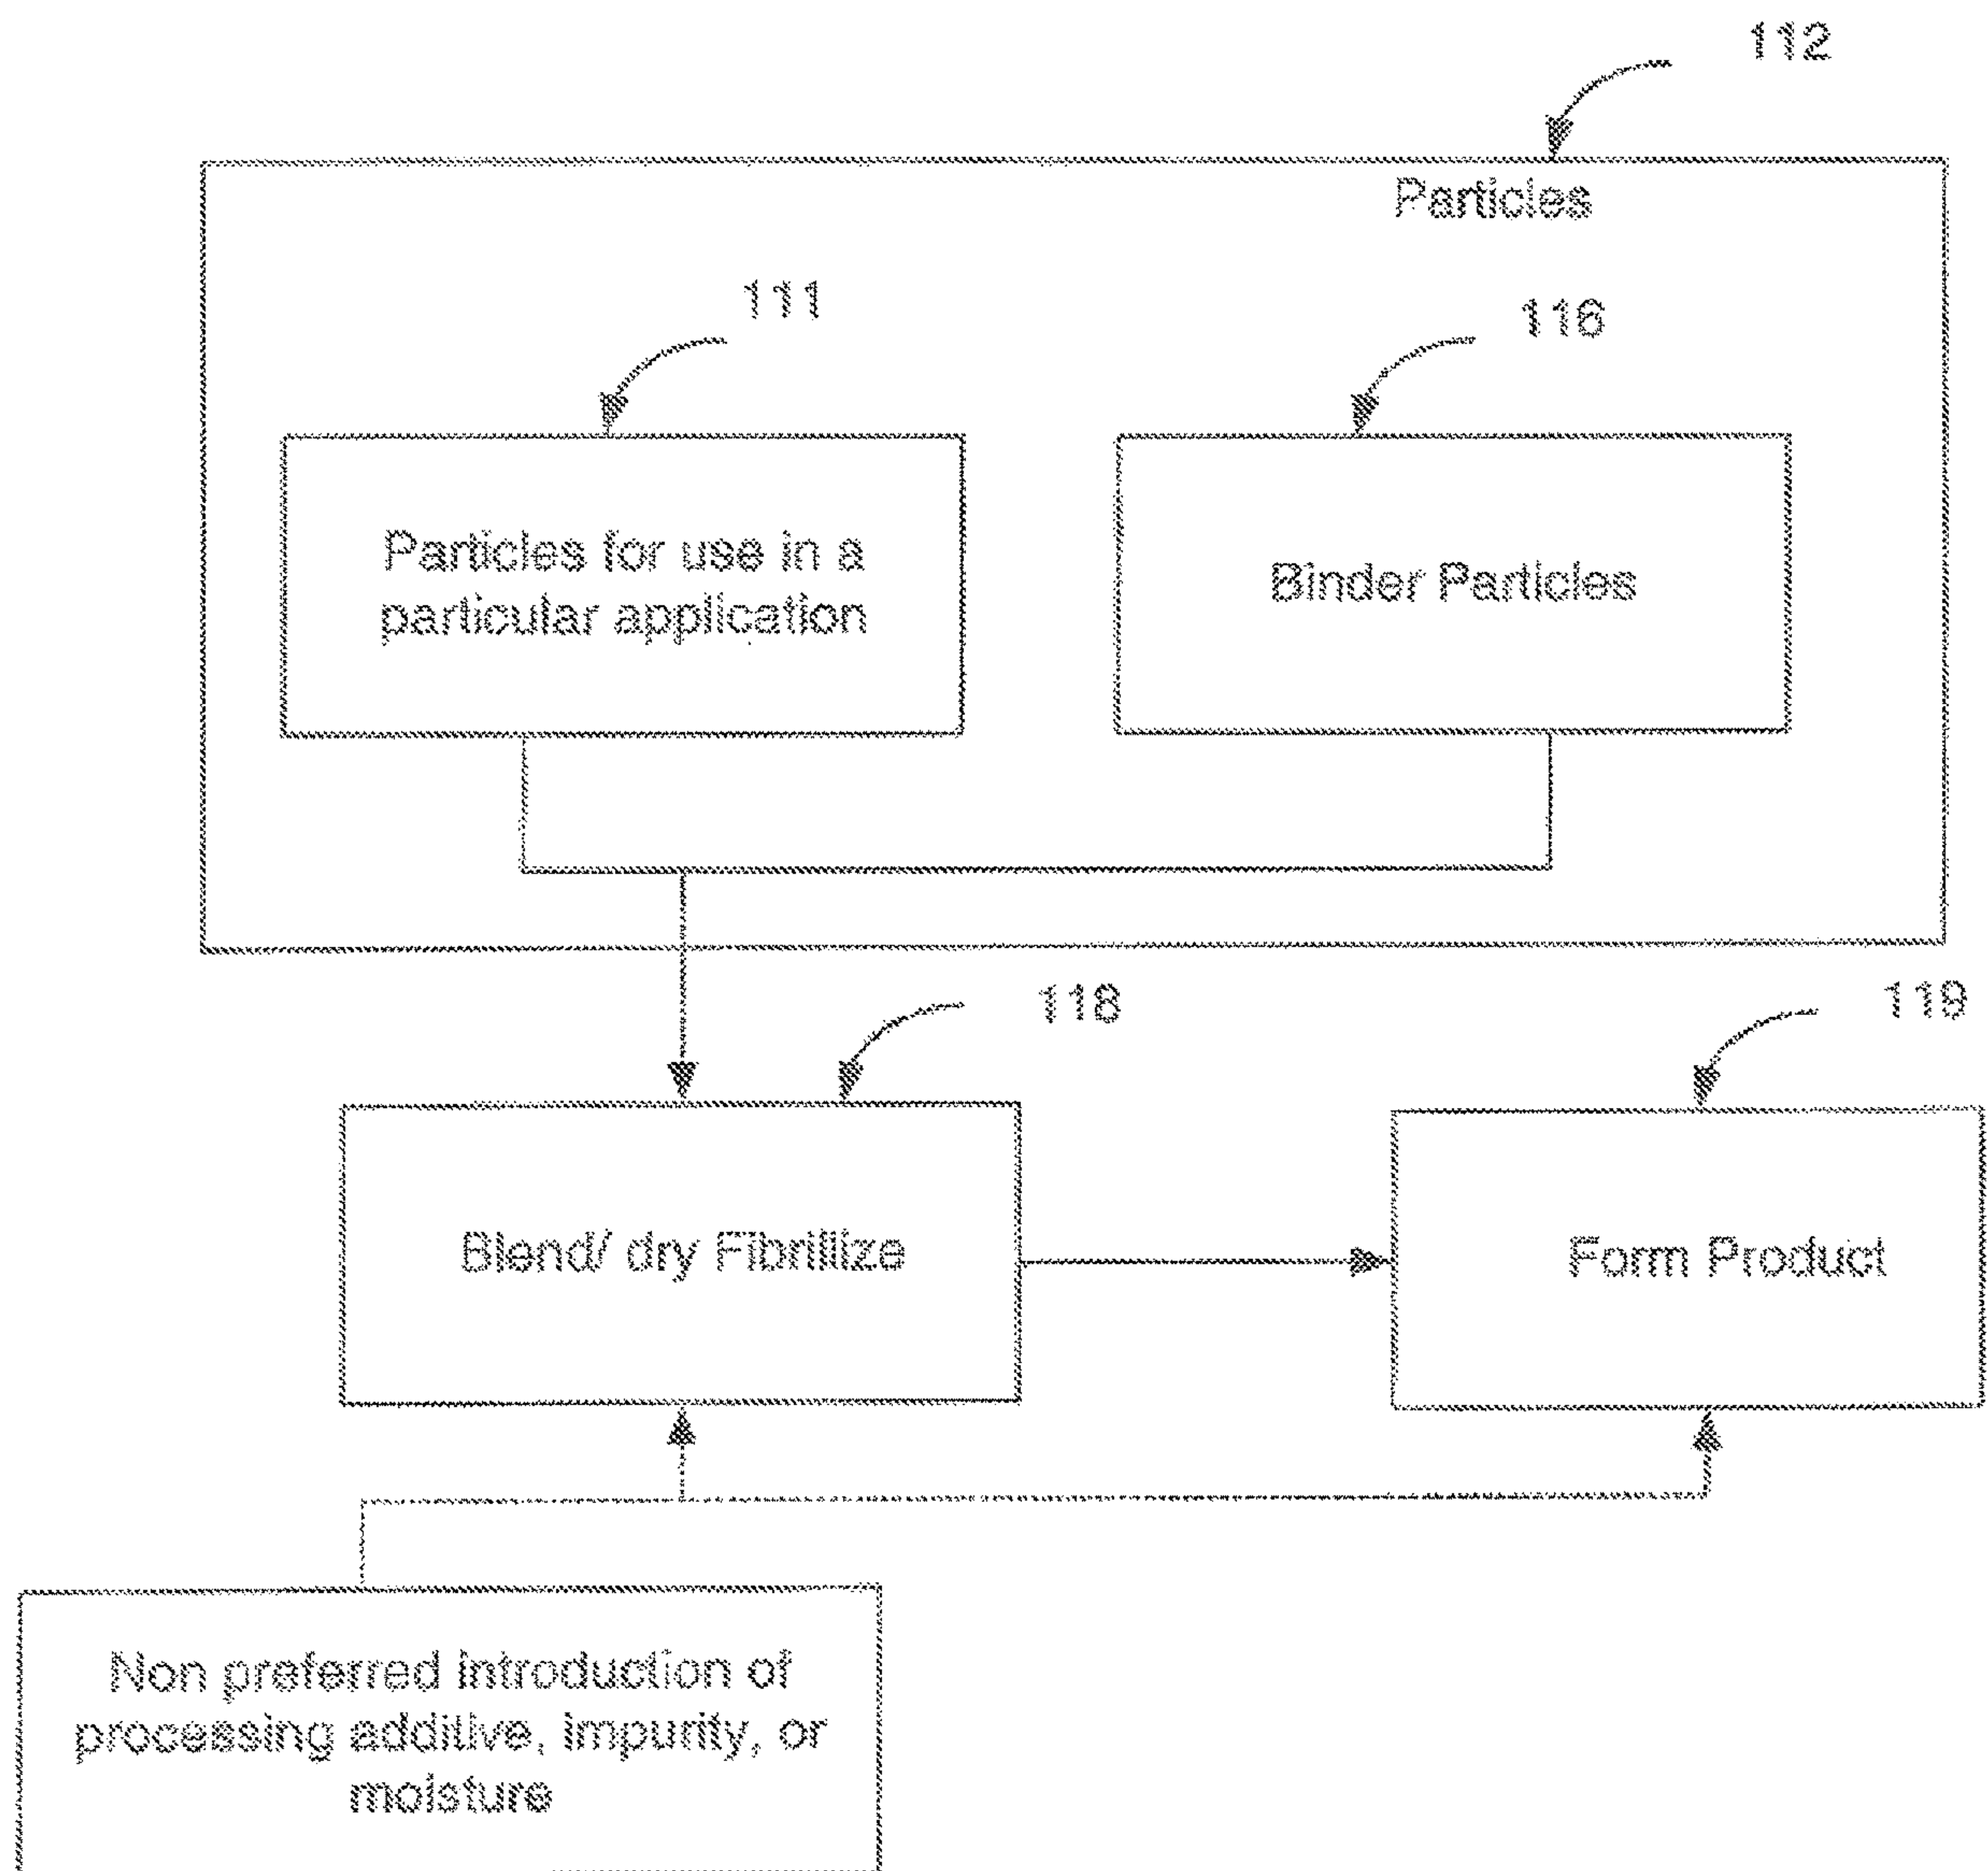 112
Particles
111
116
Particles for use in a
particular application
Binder Particles
118
119
Blend/ dry Fibrillize
Form Product
Non preferred introduction of
processing additive, impurity, or
moisture